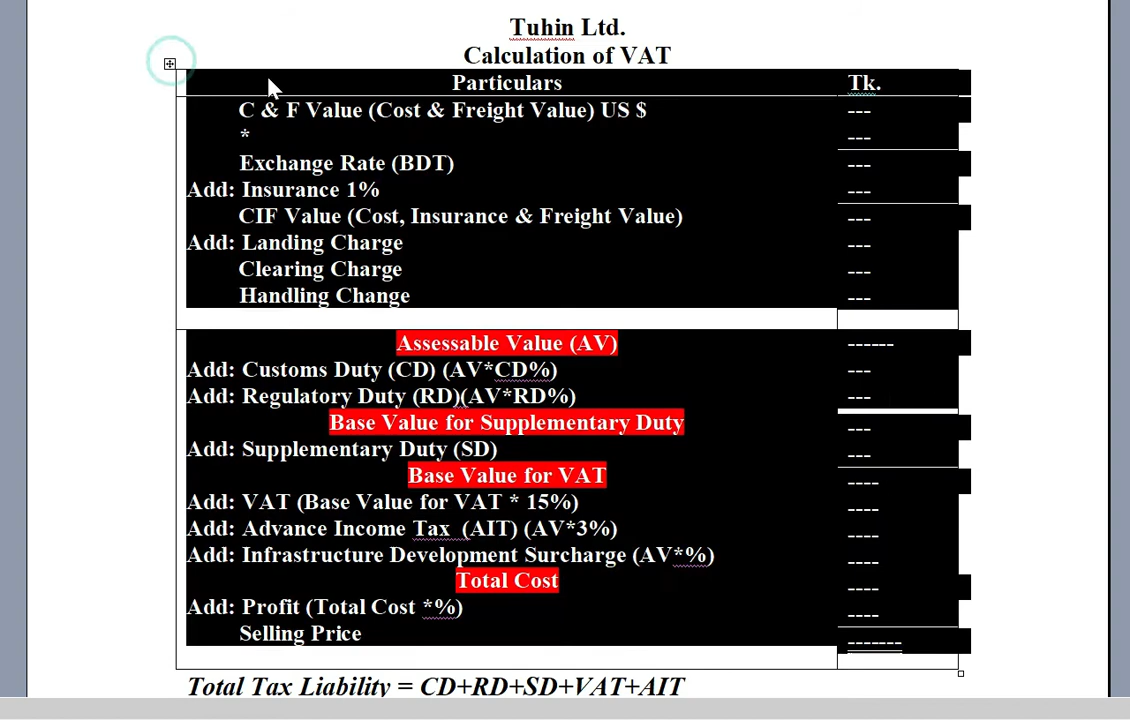 Tuhin Ltd.
Calculation of VAT
Particulars Tk.
C & F Value (Cost & Freight Value) US $ ---
* ---
Exchange Rate (BDT) ---
Add: Insurance 1% ---
CIF Value (Cost, Insurance & Freight Value) ---
Add: Landing Charge ---
Clearing Charge ---
Handling Change ---
Assessable Value (AV) ------
Add: Customs Duty (CD) (AV*CD%) ---
Add: Regulatory Duty (RD)(AV*RD%) ---
Base Value for Supplementary Duty ---
Add: Supplementary Duty (SD) ---
Base Value for VAT ----
Add: VAT (Base Value for VAT * 15%) ----
Add: Advance Income Tax (AIT) (AV*3%) ----
Add: Infrastructure Development Surcharge (AV*%) ----
Total Cost ----
Add: Profit (Total Cost *%) ----
Selling Price -------
Total Tax Liability = CD+RD+SD+VAT+AIT